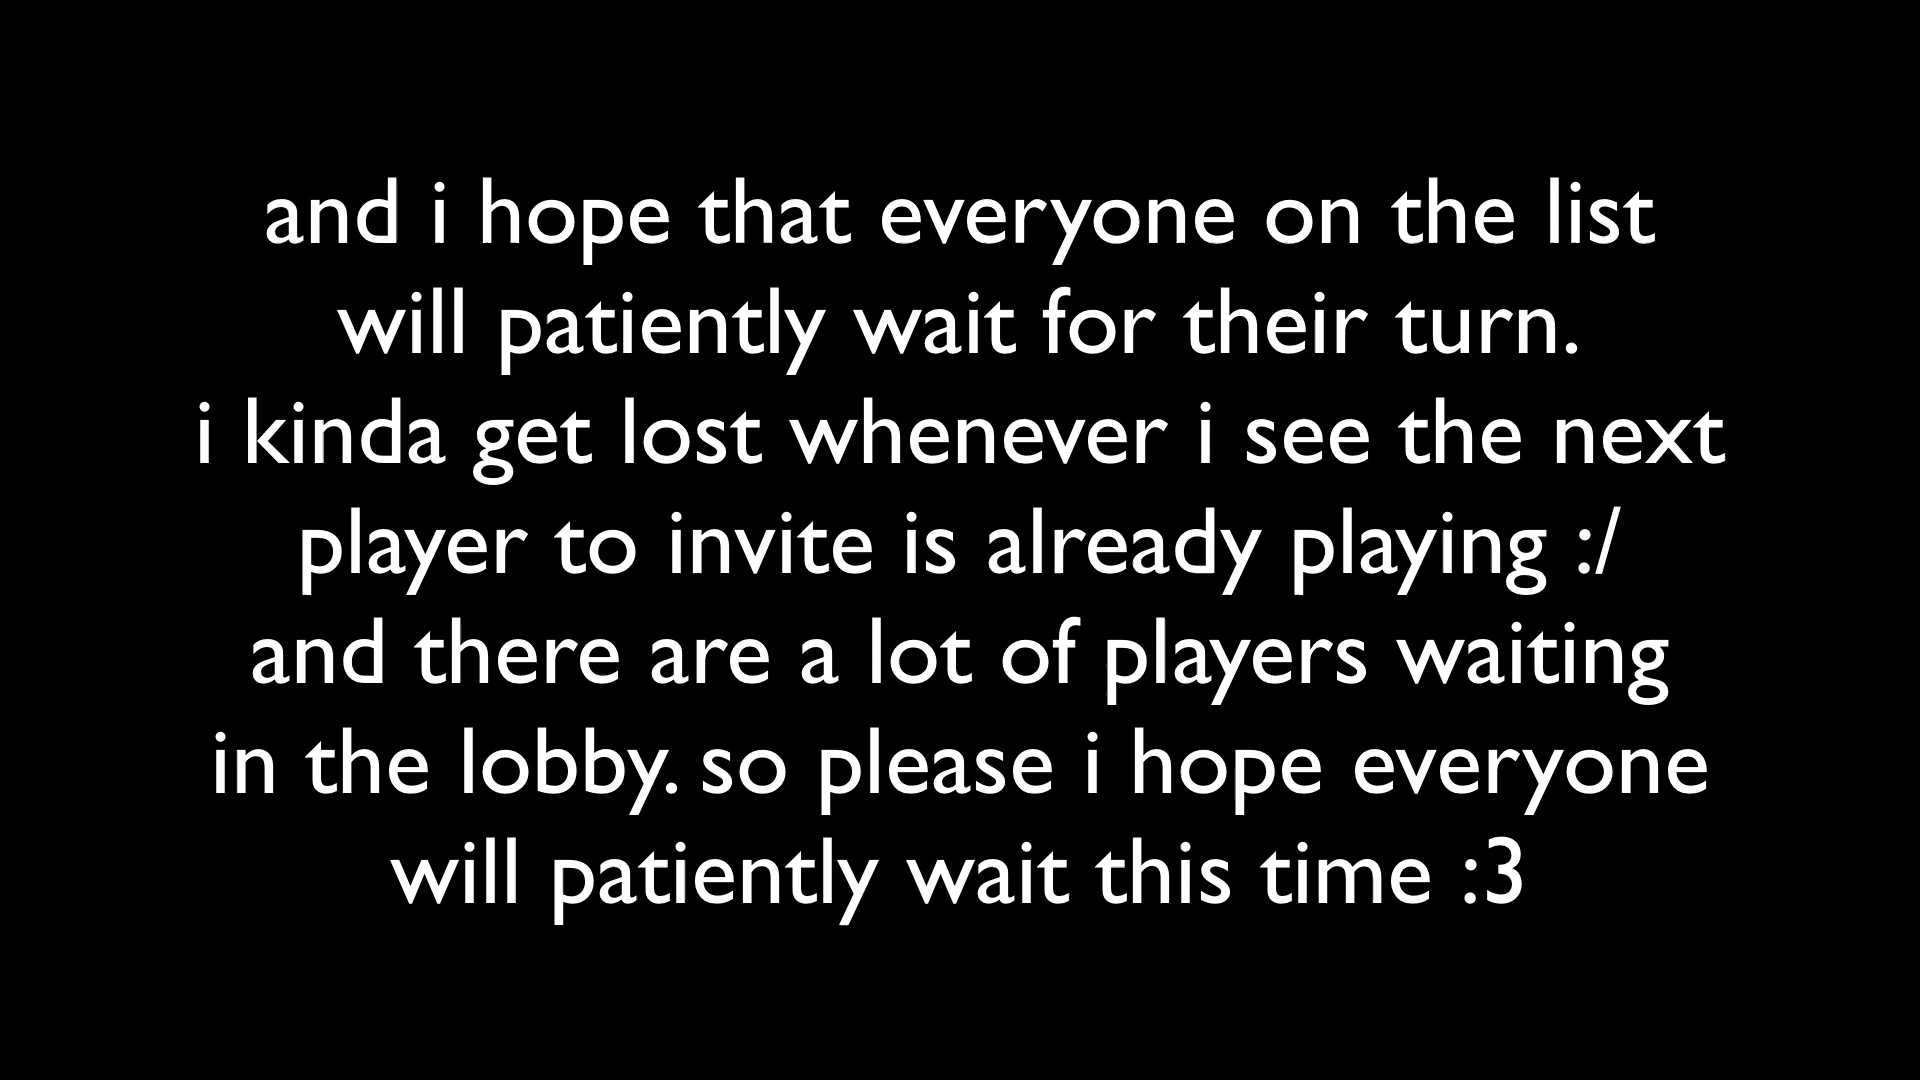 and i hope that everyone on the list
will patiently wait for their turn.
i kinda get lost whenever i see the next
player to invite is already playing :/
and there are a lot of players waiting
in the lobby. so please i hope everyone
will patiently wait this time :3